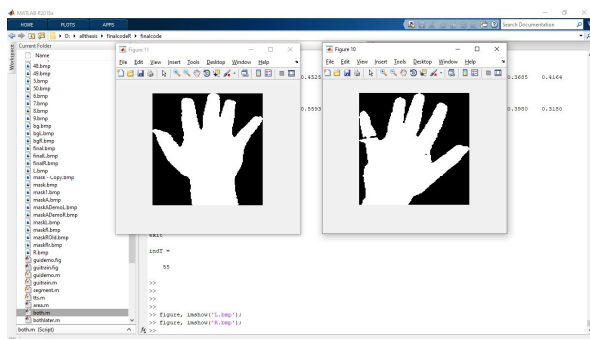 MATLAB R2016a
HOME PLOTS APPS
Search Documentation
D: allthesis finalcodeR finalcode
Current Folder
Name
48.bmp
49.bmp
5.bmp
50.bmp
6.bmp
7.bmp
8.bmp
9.bmp
bg.bmp
bgL.bmp
bgR.bmp
final.bmp
finalL.bmp
finalR.bmp
L.bmp
mask - Copy.bmp
mask.bmp
mask1.bmp
maskA.bmp
maskADemoL.bmp
maskADemoR.bmp
maskL.bmp
maskR.bmp
maskROld.bmp
maskRr.bmp
R.bmp
guidemo.fig
guitrain.fig
guidemo.m
guitrain.m
segment.m
tts.m
area.m
both.m
bothlater.m
both.m (Script)
Workspace
Figure 11
File Edit View Insert Tools Desktop Window Help
0.4525
0.5593
Figure 10
File Edit View Insert Tools Desktop Window Help
0.3685 0.4164
0.3980 0.3180
exit
indT =
55
>>
>>
>>
>>
>> figure, imshow('L.bmp');
>> figure, imshow('R.bmp');
fx >>